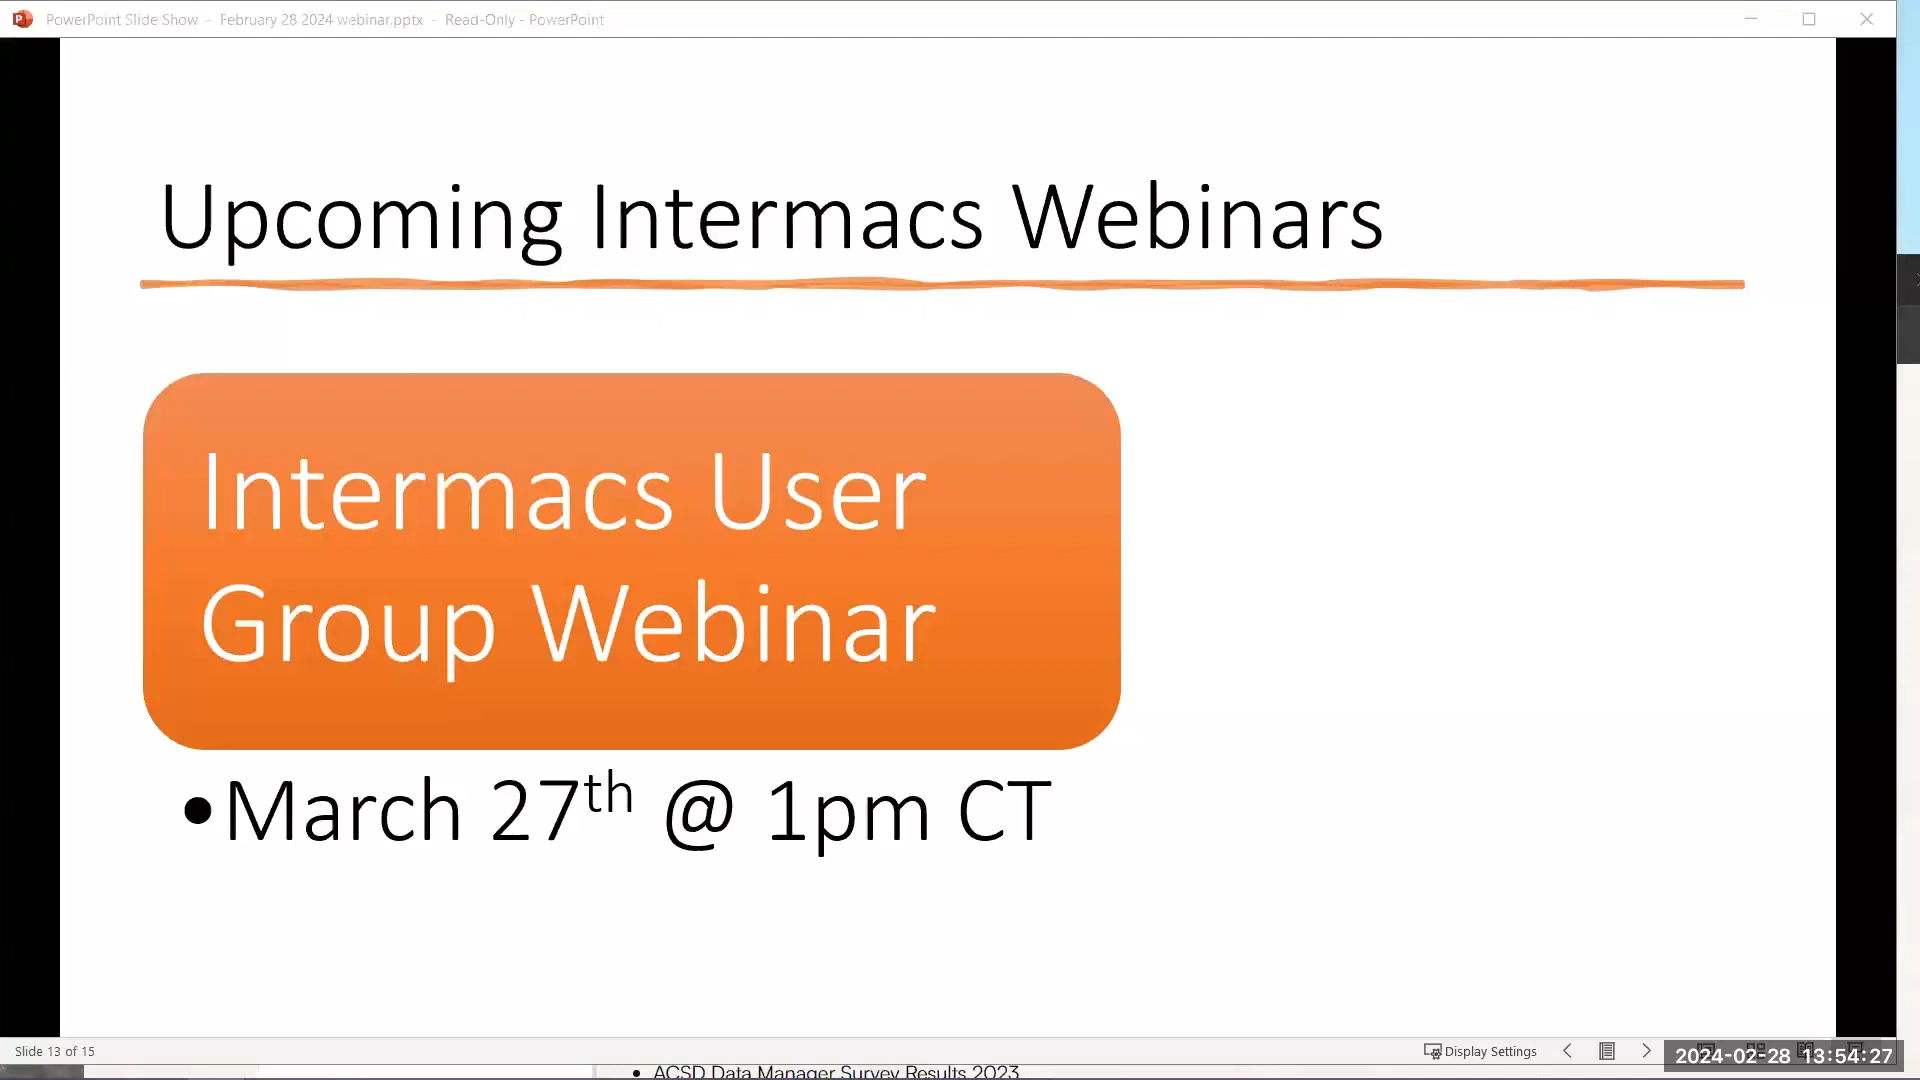 PowerPoint Slide Show - February 28 2024 webinar.pptx - Read-Only - PowerPoint
Upcoming Intermacs Webinars
Intermacs User
Group Webinar
•March 27th @ 1pm CT
Slide 13 of 15
Display Settings
2024-02-28 13:54:27
• ACSD Data Manager Survey Results 2023